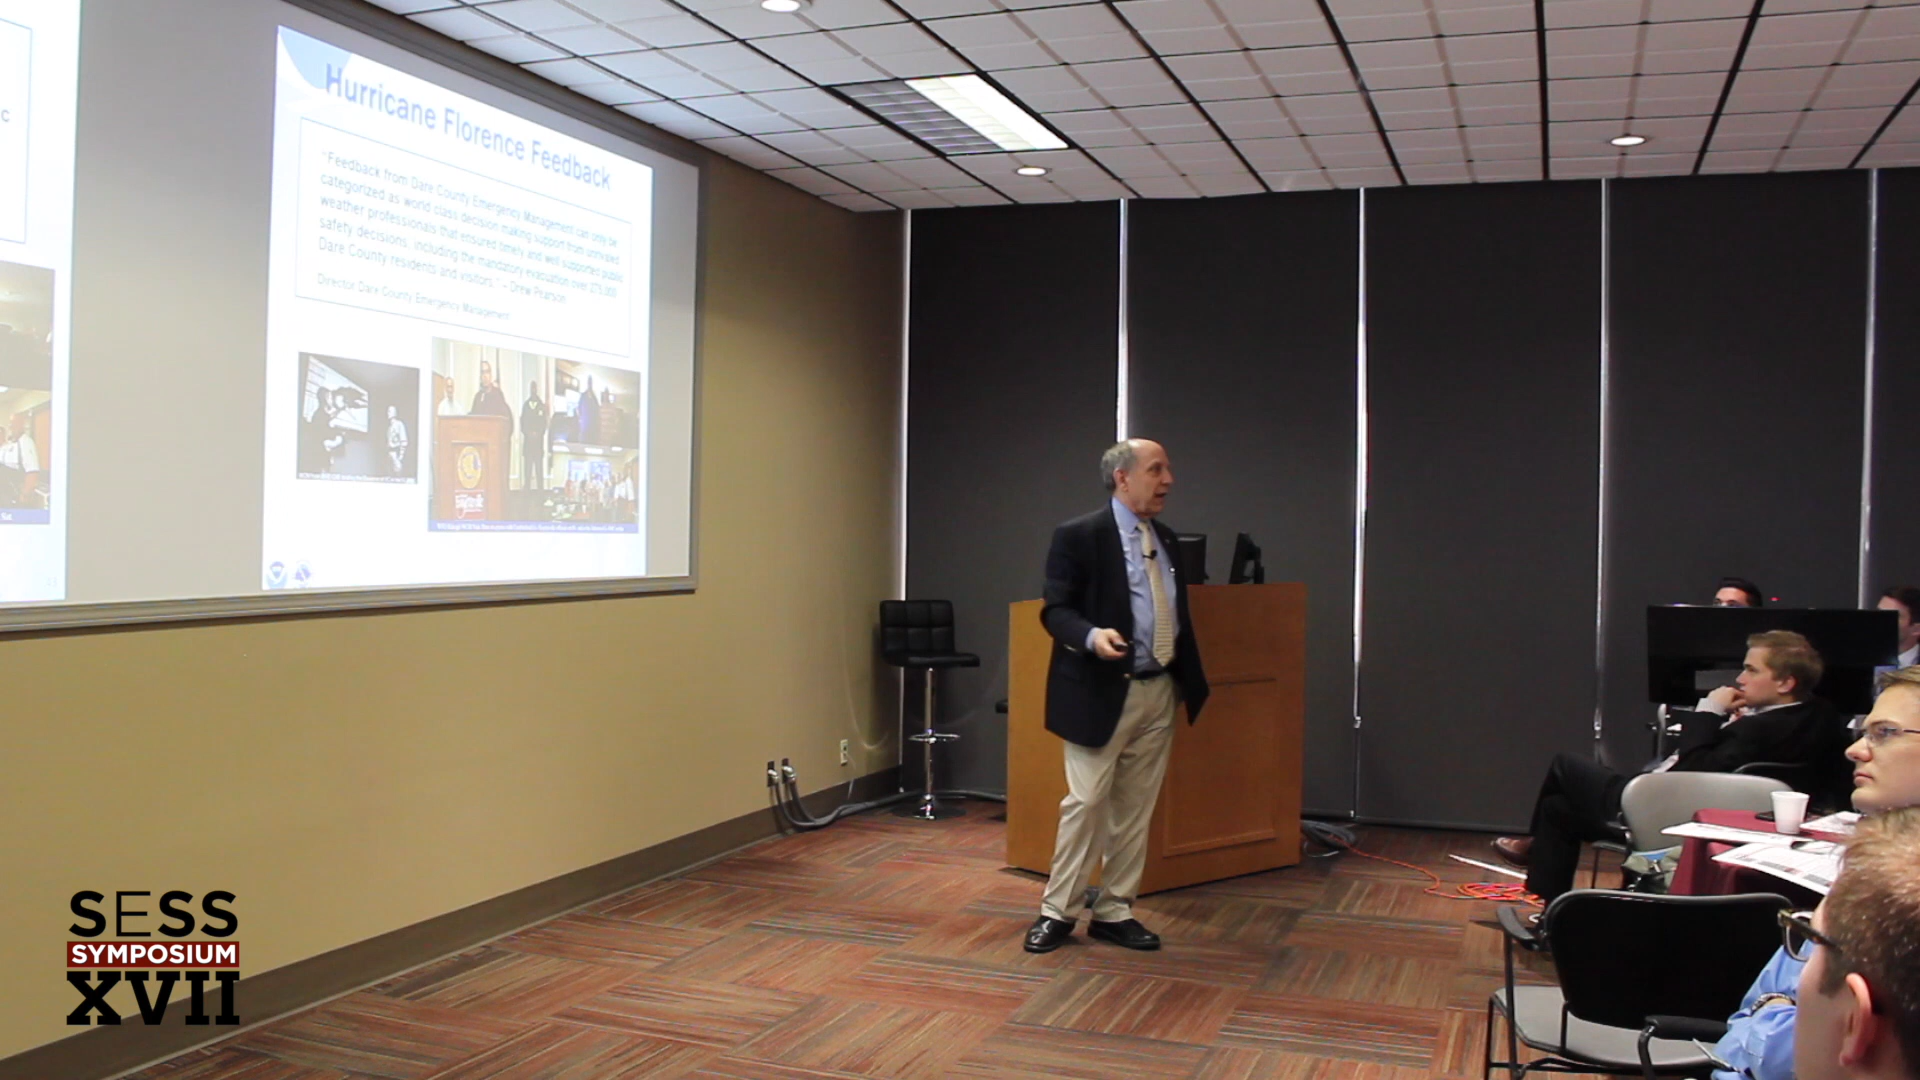 c
Hurricane Florence Feedback
"Feedback from Dare County Emergency Management can only be
categorized as world class decision making support from unrivaled
weather professionals that ensured timely and well supported public
safety decisions, including the mandatory evacuation over 275,000
Dare County residents and visitors." – Drew Pearson
Director Dare County Emergency Management
SESS
SYMPOSIUM
XVII